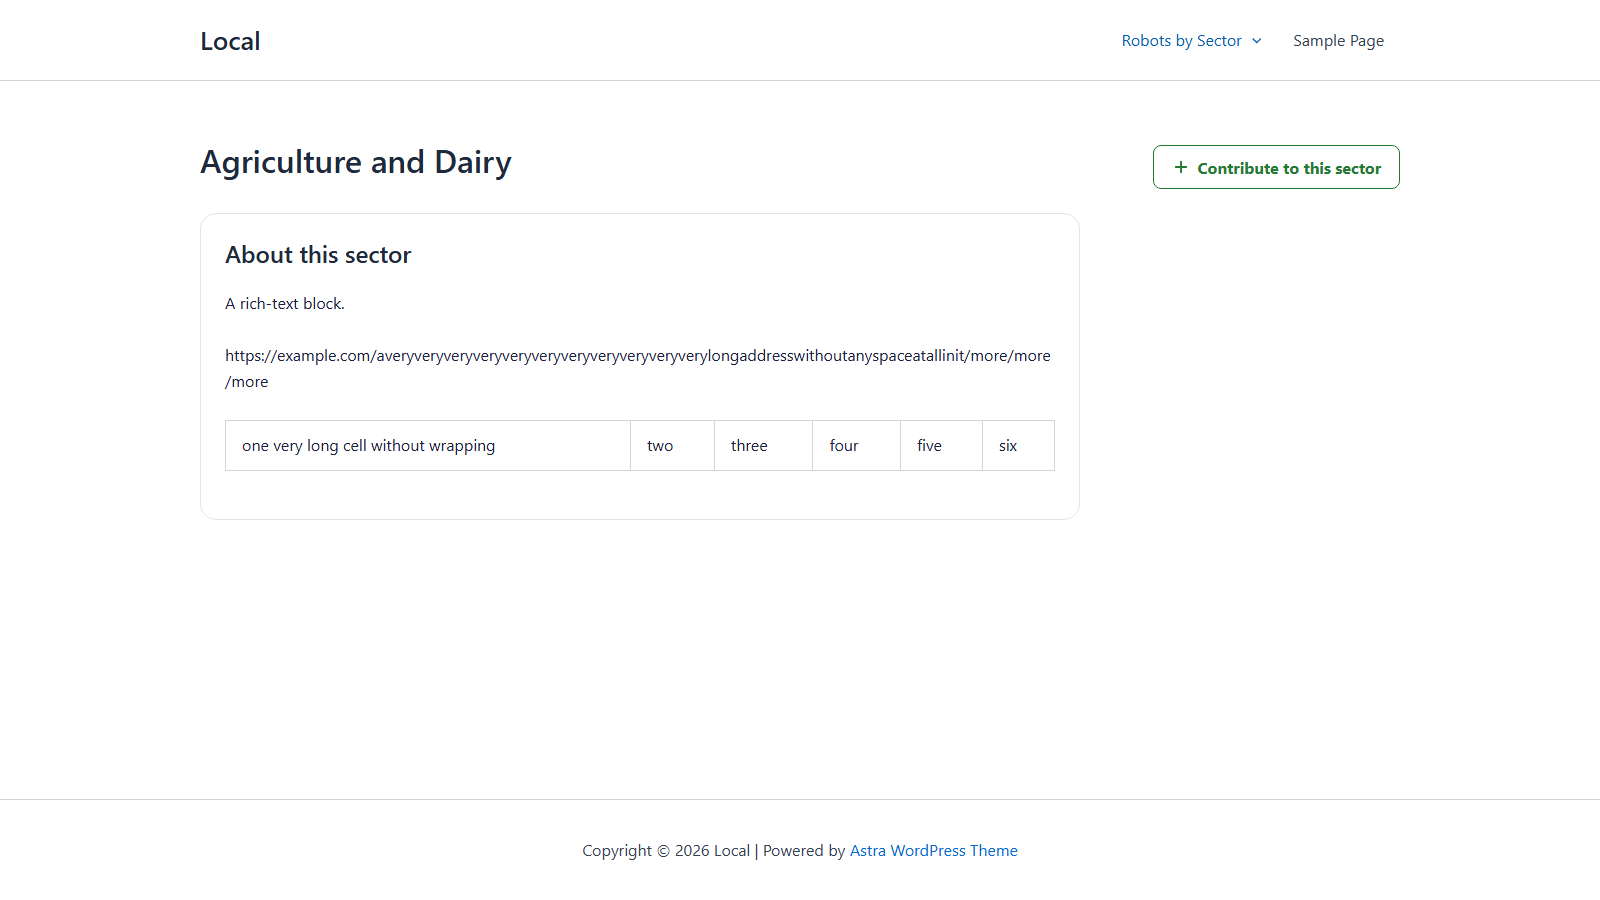 Local
Robots by Sector
Sample Page
Agriculture and Dairy
+ Contribute to this sector
About this sector
A rich-text block.
https://example.com/averyveryveryveryveryveryveryveryveryveryverylongaddresswithoutanyspaceatallinit/more/more
/more
one very long cell without wrapping two three four five six
Copyright © 2026 Local | Powered by Astra WordPress Theme